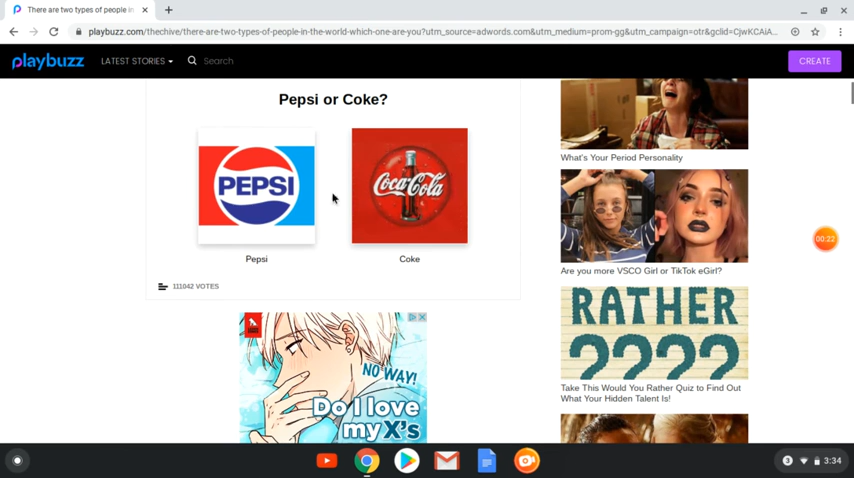 There are two types of people in
playbuzz.com/thechive/there-are-two-types-of-people-in-the-world-which-one-are-you?utm_source=adwords.com&utm_medium=prom-gg&utm_campaign=otr&gclid=CjwKCAiA...
playbuzz
LATEST STORIES
Search
CREATE
Pepsi or Coke?
PEPSI
Coca-Cola
Pepsi
Coke
111042 VOTES
NO WAY!
Do I love
my X's
What's Your Period Personality
Are you more VSCO Girl or TikTok eGirl?
RATHER
????
Take This Would You Rather Quiz to Find Out
What Your Hidden Talent Is!
00:22
3
3:34